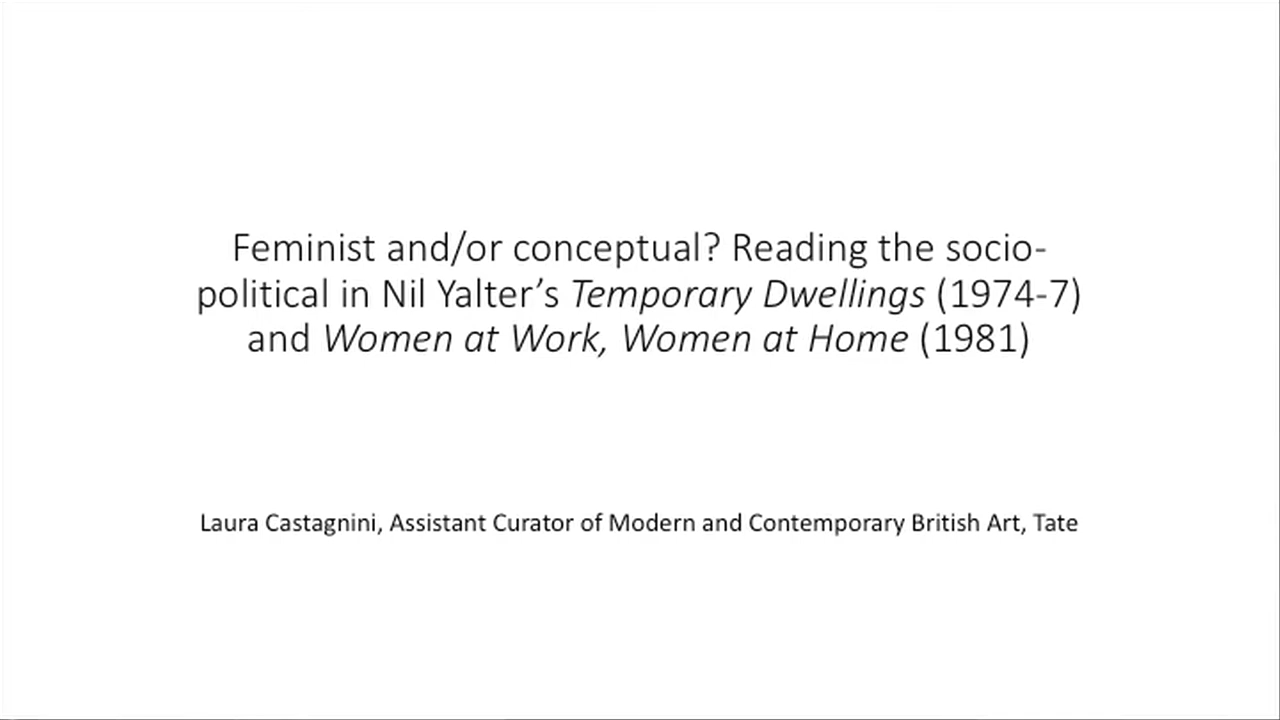 Feminist and/or conceptual? Reading the socio-
political in Nil Yalter’s Temporary Dwellings (1974-7)
and Women at Work, Women at Home (1981)
Laura Castagnini, Assistant Curator of Modern and Contemporary British Art, Tate